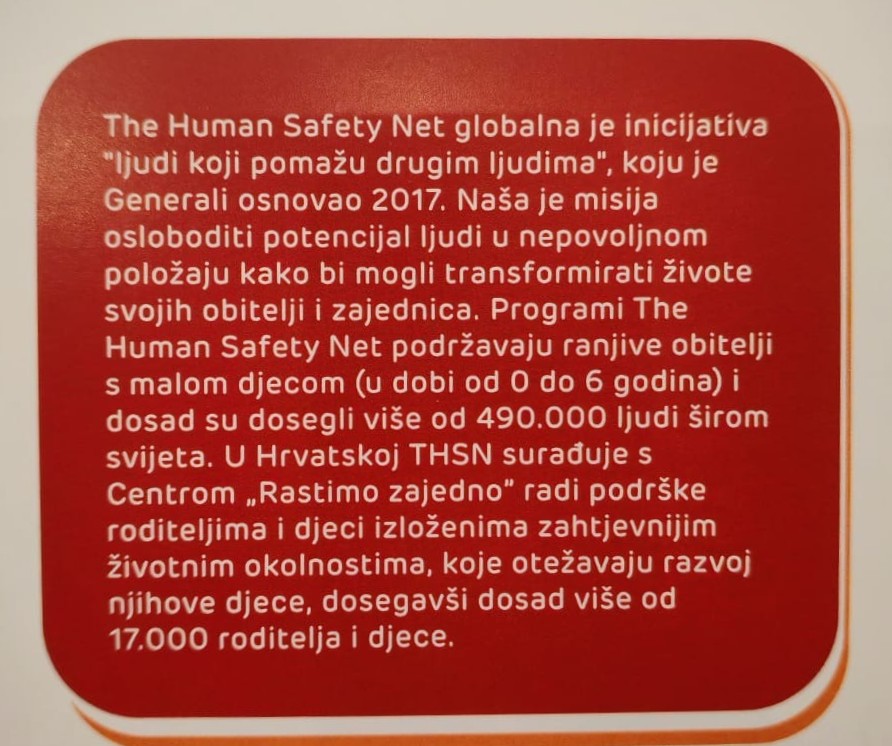 The Human Safety Net globalna je inicijativa
"ljudi koji pomažu drugim ljudima", koju je
Generali osnovao 2017. Naša je misija
osloboditi potencijal ljudi u nepovoljnom
položaju kako bi mogli transformirati živote
svojih obitelji i zajednica. Programi The
Human Safety Net podržavaju ranjive obitelji
s malom djecom (u dobi od 0 do 6 godina) i
dosad su dosegli više od 490.000 ljudi širom
svijeta. U Hrvatskoj THSN surađuje s
Centrom „Rastimo zajedno” radi podrške
roditeljima i djeci izloženima zahtjevnijim
životnim okolnostima, koje otežavaju razvoj
njihove djece, dosegavši dosad više od
17.000 roditelja i djece.